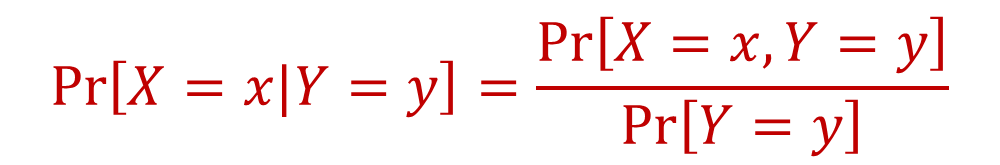 Pr[X = x|Y = y] = Pr[X = x, Y = y] / Pr[Y = y]